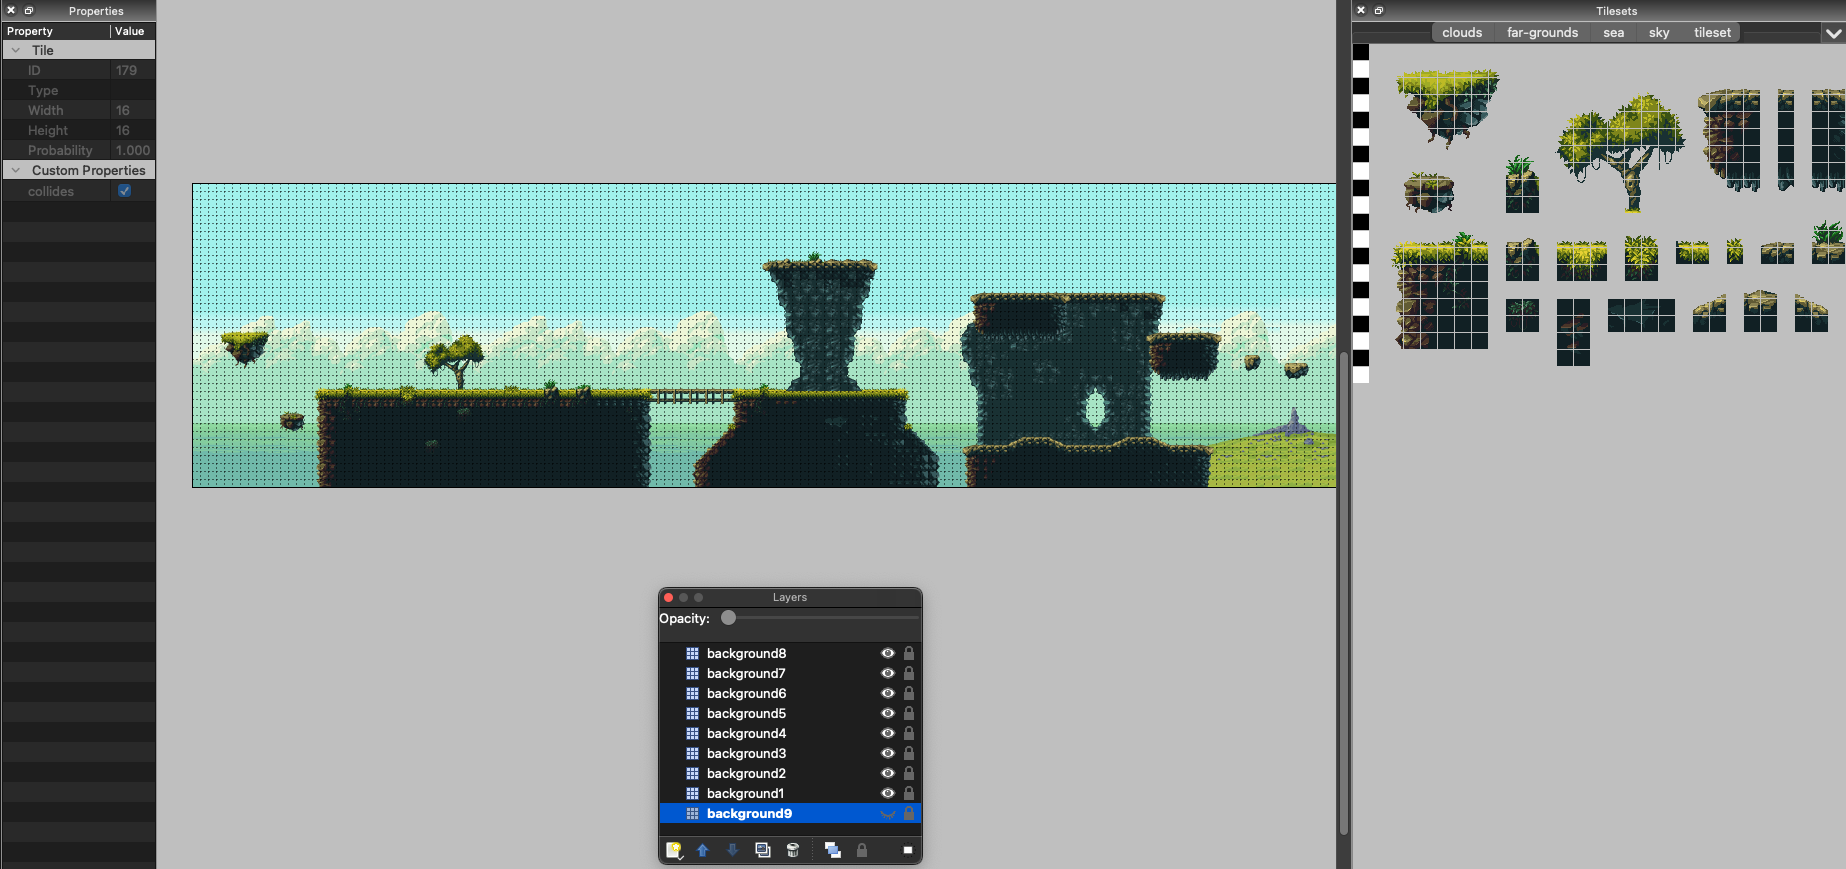 Properties
Property Value
Tile
ID 179
Type
Width 16
Height 16
Probability 1.000
Custom Properties
collides
Layers
Opacity:
background8
background7
background6
background5
background4
background3
background2
background1
background9
Tilesets
clouds far-grounds sea sky tileset